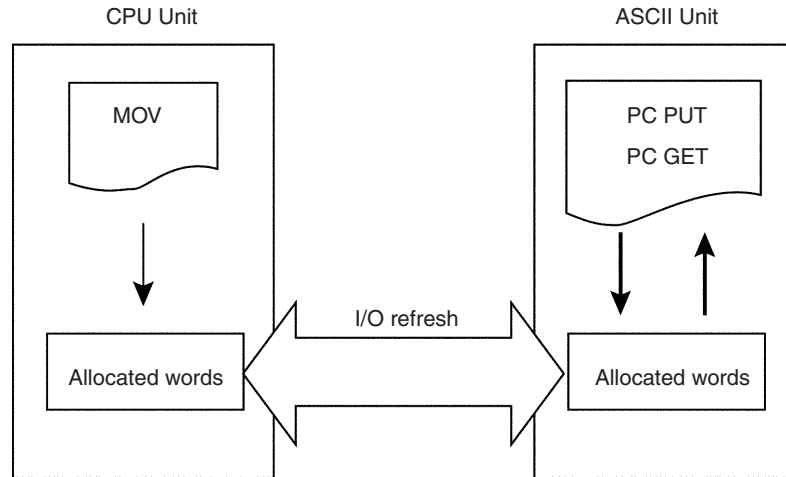 CPU Unit
ASCII Unit
MOV
PC PUT
PC GET
I/O refresh
Allocated words
Allocated words